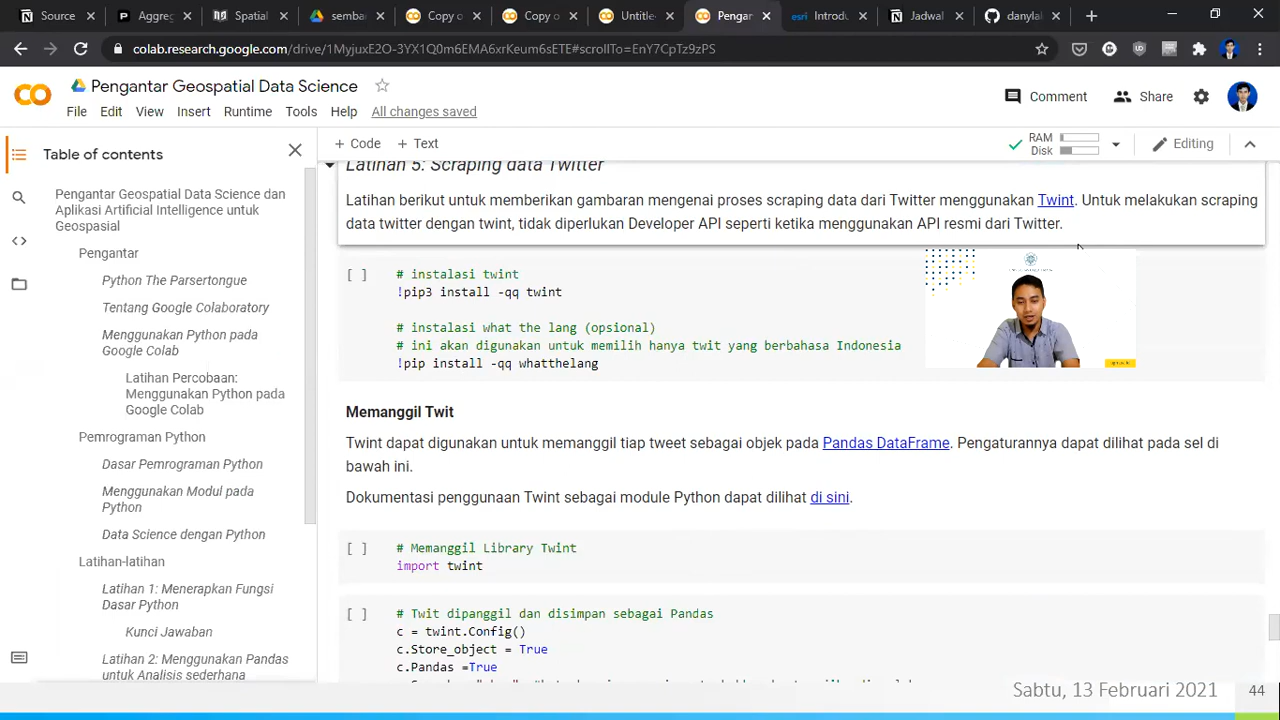 Source
Aggreg
Spatial
semba
Copy o
Copy o
Untitle
Pengar
esri Introdu
Jadwal
danylak
colab.research.google.com/drive/1MyjuxE2O-3YX1Q0m6EMA6xrKeum6sETE#scrollTo=EnY7CpTz9zPS
Pengantar Geospatial Data Science
File Edit View Insert Runtime Tools Help All changes saved
Comment
Share
+ Code + Text
RAM
Disk
Editing
Table of contents
Pengantar Geospatial Data Science dan
Aplikasi Artificial Intelligence untuk
Geospasial
Pengantar
Python The Parsertongue
Tentang Google Colaboratory
Menggunakan Python pada
Google Colab
Latihan Percobaan:
Menggunakan Python pada
Google Colab
Pemrograman Python
Dasar Pemrograman Python
Menggunakan Modul pada
Python
Data Science dengan Python
Latihan-latihan
Latihan 1: Menerapkan Fungsi
Dasar Python
Kunci Jawaban
Latihan 2: Menggunakan Pandas
untuk Analisis sederhana
Latihan 5: Scraping data Twitter
Latihan berikut untuk memberikan gambaran mengenai proses scraping data dari Twitter menggunakan Twint. Untuk melakukan scraping
data twitter dengan twint, tidak diperlukan Developer API seperti ketika menggunakan API resmi dari Twitter.
[ ] # instalasi twint
!pip3 install -qq twint
# instalasi what the lang (opsional)
# ini akan digunakan untuk memilih hanya twit yang berbahasa Indonesia
!pip install -qq whatthelang
Memanggil Twit
Twint dapat digunakan untuk memanggil tiap tweet sebagai objek pada Pandas DataFrame. Pengaturannya dapat dilihat pada sel di
bawah ini.
Dokumentasi penggunaan Twint sebagai module Python dapat dilihat di sini.
[ ] # Memanggil Library Twint
import twint
[ ] # Twit dipanggil dan disimpan sebagai Pandas
c = twint.Config()
c.Store_object = True
c.Pandas =True
Sabtu, 13 Februari 2021
44